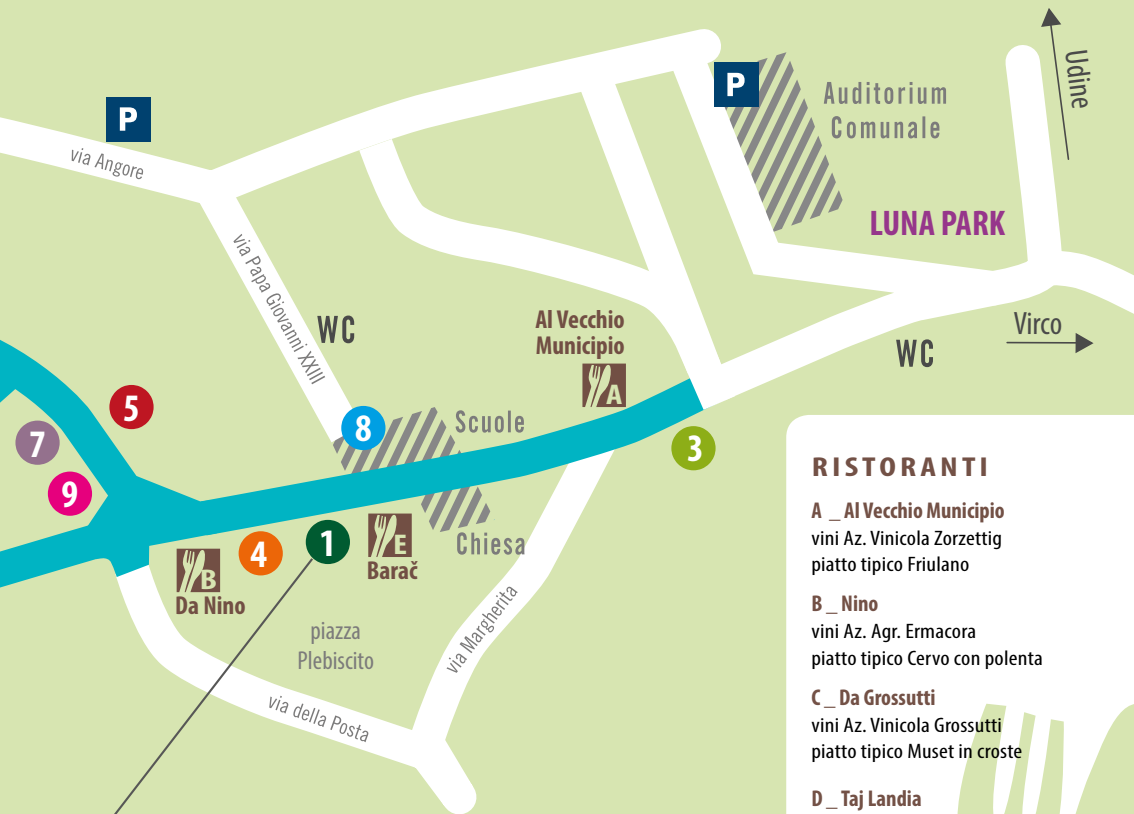 P
Auditorium
Comunale
Udine
P
via Angore
LUNA PARK
via Papa Giovanni XXIII
WC
Al Vecchio
Municipio
A
Virco
WC
5
7
8
Scuole
3
9
4
1
E
Barač
Chiesa
B
Da Nino
piazza
Plebiscito
via Margherita
via della Posta
RISTORANTI
A _ Al Vecchio Municipio
vini Az. Vinicola Zorzettig
piatto tipico Friulano
B _ Nino
vini Az. Agr. Ermacora
piatto tipico Cervo con polenta
C _ Da Grossutti
vini Az. Vinicola Grossutti
piatto tipico Muset in croste
D _ Taj Landia